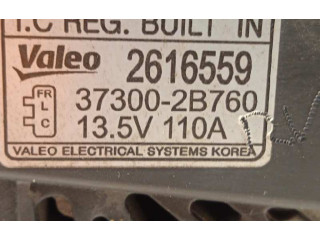 I.C REG. BUILT IN
Valeo 2616559
FR 37300-2B760
L
C 13.5V 110A
VALEO ELECTRICAL SYSTEMS KOREA